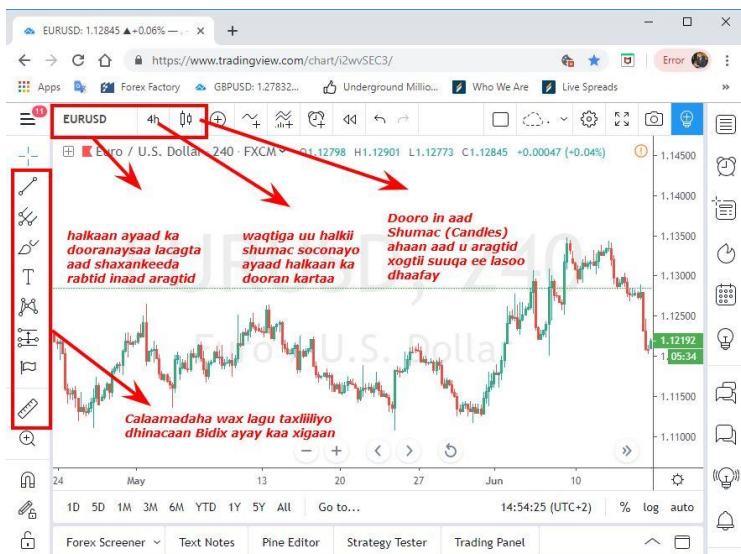 EURUSD: 1.12845 ▲+0.06% — . . ×
https://www.tradingview.com/chart/i2wvSEC3/
Error
Apps Forex Factory GBPUSD: 1.27832... Underground Millio... Who We Are Live Spreads »
11
EURUSD 4h
Euro / U.S. Dollar 240 · FXCM O1.12798 H1.12901 L1.12773 C1.12845 +0.00047 (+0.04%)
1.14500
1.14000
Dooro in aad
Shumac (Candles)
ahaan aad u aragtid
xogtii suuqa ee lasoo
dhaafay
halkaan ayaad ka
dooranaysaa lacagta
aad shaxankeeda
rabtid inaad aragtid
waqtiga uu halkii
shumac soconayo
ayaad halkaan ka
dooran kartaa
1.13500
1.13000
1.12500
1.12192
05:34
1.11500
1.11000
, 240
Euro / U.S. Dollar
Calaamadaha wax lagu taxliiliyo
dhinacaan Bidix ayay kaa xigaan
24 May 13 20 27 Jun 10
1D 5D 1M 3M 6M YTD 1Y 5Y All Go to... 14:54:25 (UTC+2) % log auto
Forex Screener Text Notes Pine Editor Strategy Tester Trading Panel